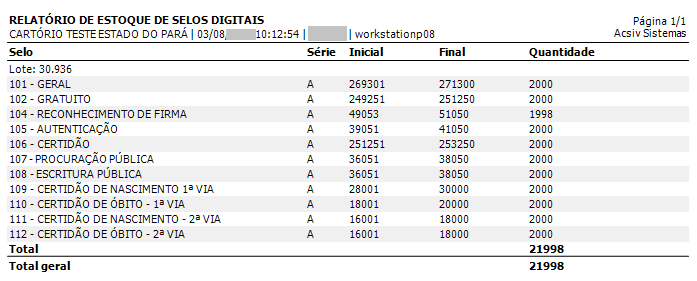 RELATÓRIO DE ESTOQUE DE SELOS DIGITAIS Página 1/1
CARTÓRIO TESTE ESTADO DO PARÁ | 03/08, 10:12:54 | | workstationp08 Acsiv Sistemas
Selo Série Inicial Final Quantidade
Lote: 30.936
101 - GERAL A 269301 271300 2000
102 - GRATUITO A 249251 251250 2000
104 - RECONHECIMENTO DE FIRMA A 49053 51050 1998
105 - AUTENTICAÇÃO A 39051 41050 2000
106 - CERTIDÃO A 251251 253250 2000
107 - PROCURAÇÃO PÚBLICA A 36051 38050 2000
108 - ESCRITURA PÚBLICA A 36051 38050 2000
109 - CERTIDÃO DE NASCIMENTO 1ª VIA A 28001 30000 2000
110 - CERTIDÃO DE ÓBITO - 1ª VIA A 18001 20000 2000
111 - CERTIDÃO DE NASCIMENTO - 2ª VIA A 16001 18000 2000
112 - CERTIDÃO DE ÓBITO - 2ª VIA A 16001 18000 2000
Total 21998
Total geral 21998